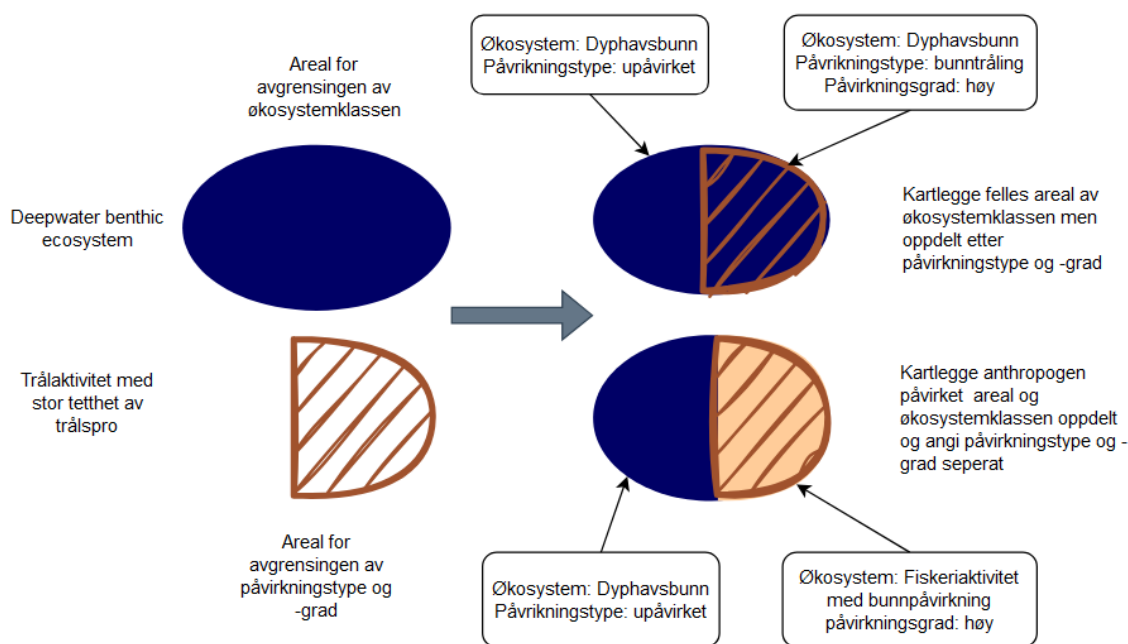 Areal for
avgrensingen av
økosystemklassen
Økosystem: Dyphavsbunn
Påvrikningstype: upåvirket
Økosystem: Dyphavsbunn
Påvrikningstype: bunntråling
Påvirkningsgrad: høy
Deepwater benthic
ecosystem
Kartlegge felles areal av
økosystemklassen men
oppdelt etter
påvirkningstype og -grad
Trålaktivitet med
stor tetthet av
trålspro
Kartlegge anthropogen
påvirket  areal og
økosystemklassen oppdelt
og angi påvirkningstype og -
grad seperat
Areal for
avgrensingen av
påvirkningstype og
-grad
Økosystem: Dyphavsbunn
Påvrikningstype: upåvirket
Økosystem: Fiskeriaktivitet
med bunnpåvirkning
påvirkningsgrad: høy